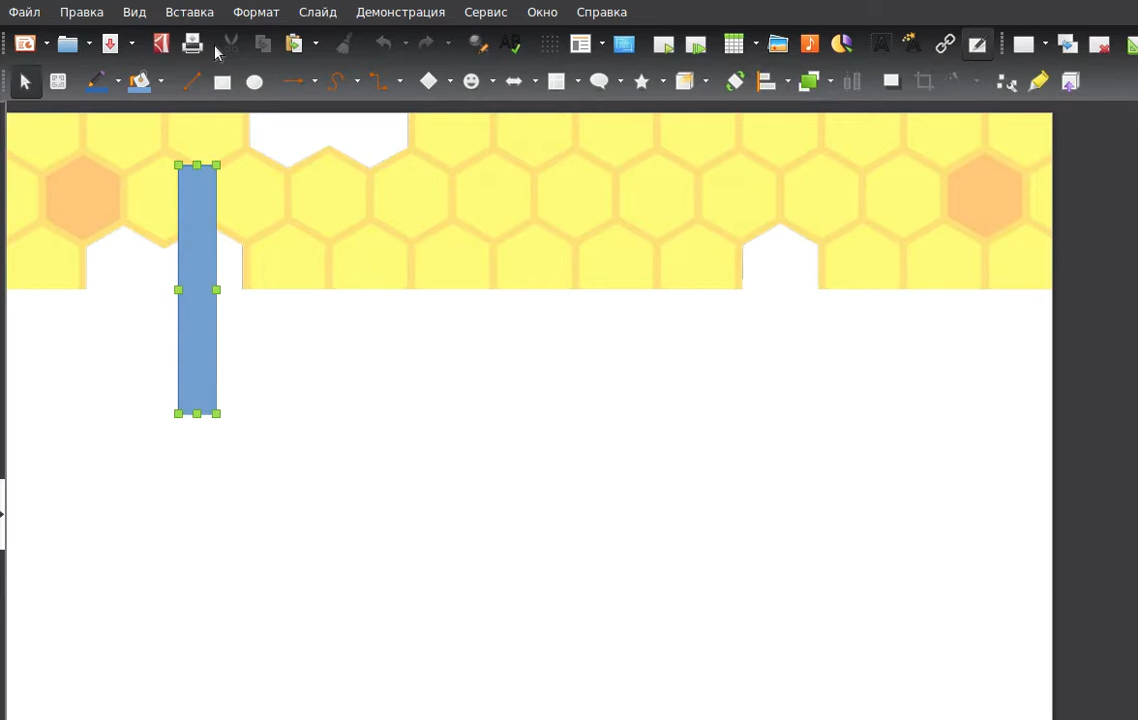 Файл Правка Вид Вставка Формат Слайд Демонстрация Сервис Окно Справка